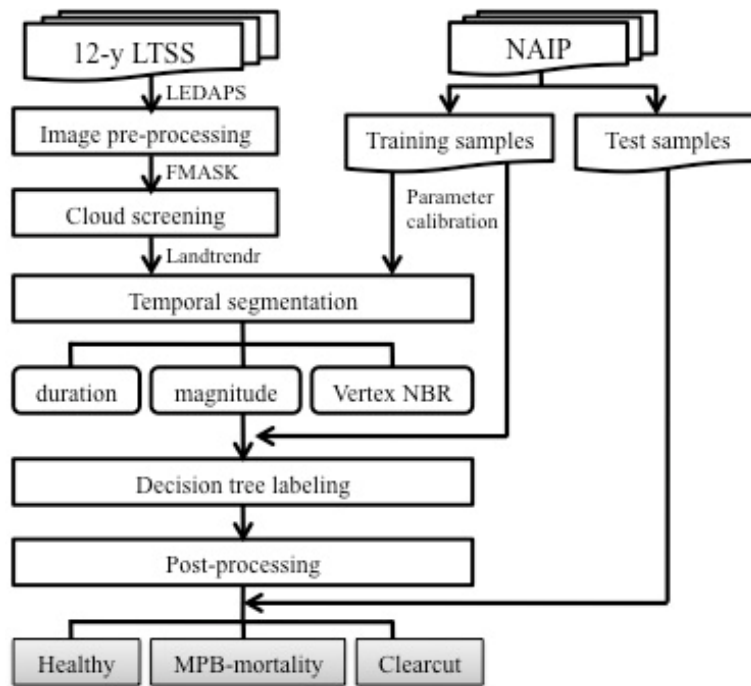 12-y LTSS
NAIP
LEDAPS
Image pre-processing
Training samples
Test samples
FMASK
Parameter
calibration
Cloud screening
Landtrendr
Temporal segmentation
duration
magnitude
Vertex NBR
Decision tree labeling
Post-processing
Healthy
MPB-mortality
Clearcut